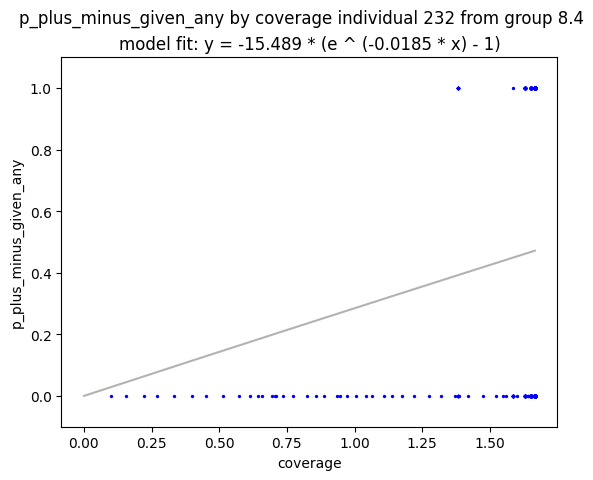 p_plus_minus_given_any by coverage individual 232 from group 8.4
model fit: y = -15.489 * (e ^ (-0.0185 * x) - 1)
1.0
0.8
0.6
0.4
0.2
0.0
p_plus_minus_given_any
0.00 0.25 0.50 0.75 1.00 1.25 1.50
coverage